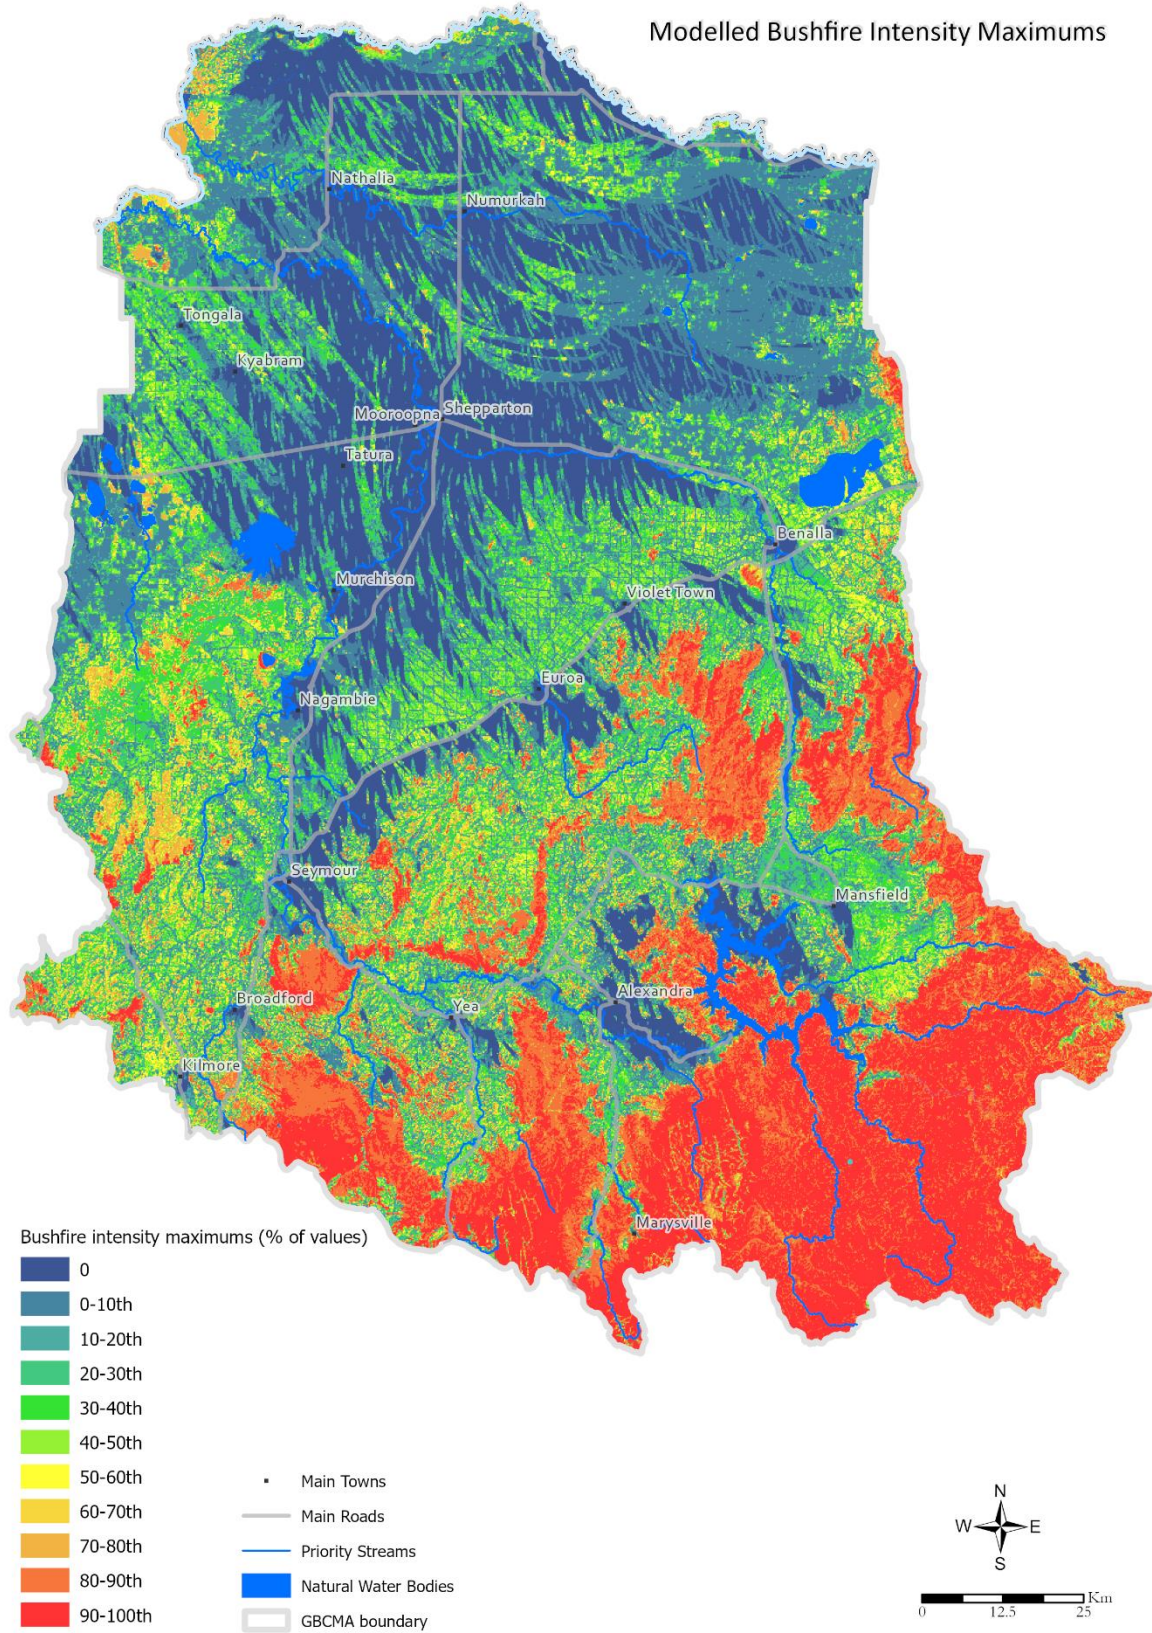 Modelled Bushfire Intensity Maximums
Nathalia
Numurkah
Tongala
Kyabram
Mooroopna
Shepparton
Tatura
Benalla
Murchison
Violet Town
Euroa
Nagambie
Seymour
Mansfield
Alexandra
Broadford
Yea
Kilmore
Marysville
Bushfire intensity maximums (% of values)
0
0-10th
10-20th
20-30th
30-40th
40-50th
50-60th
60-70th
70-80th
80-90th
90-100th
Main Towns
Main Roads
Priority Streams
Natural Water Bodies
GBCMA boundary
N
W E
S
Km
0 12.5 25